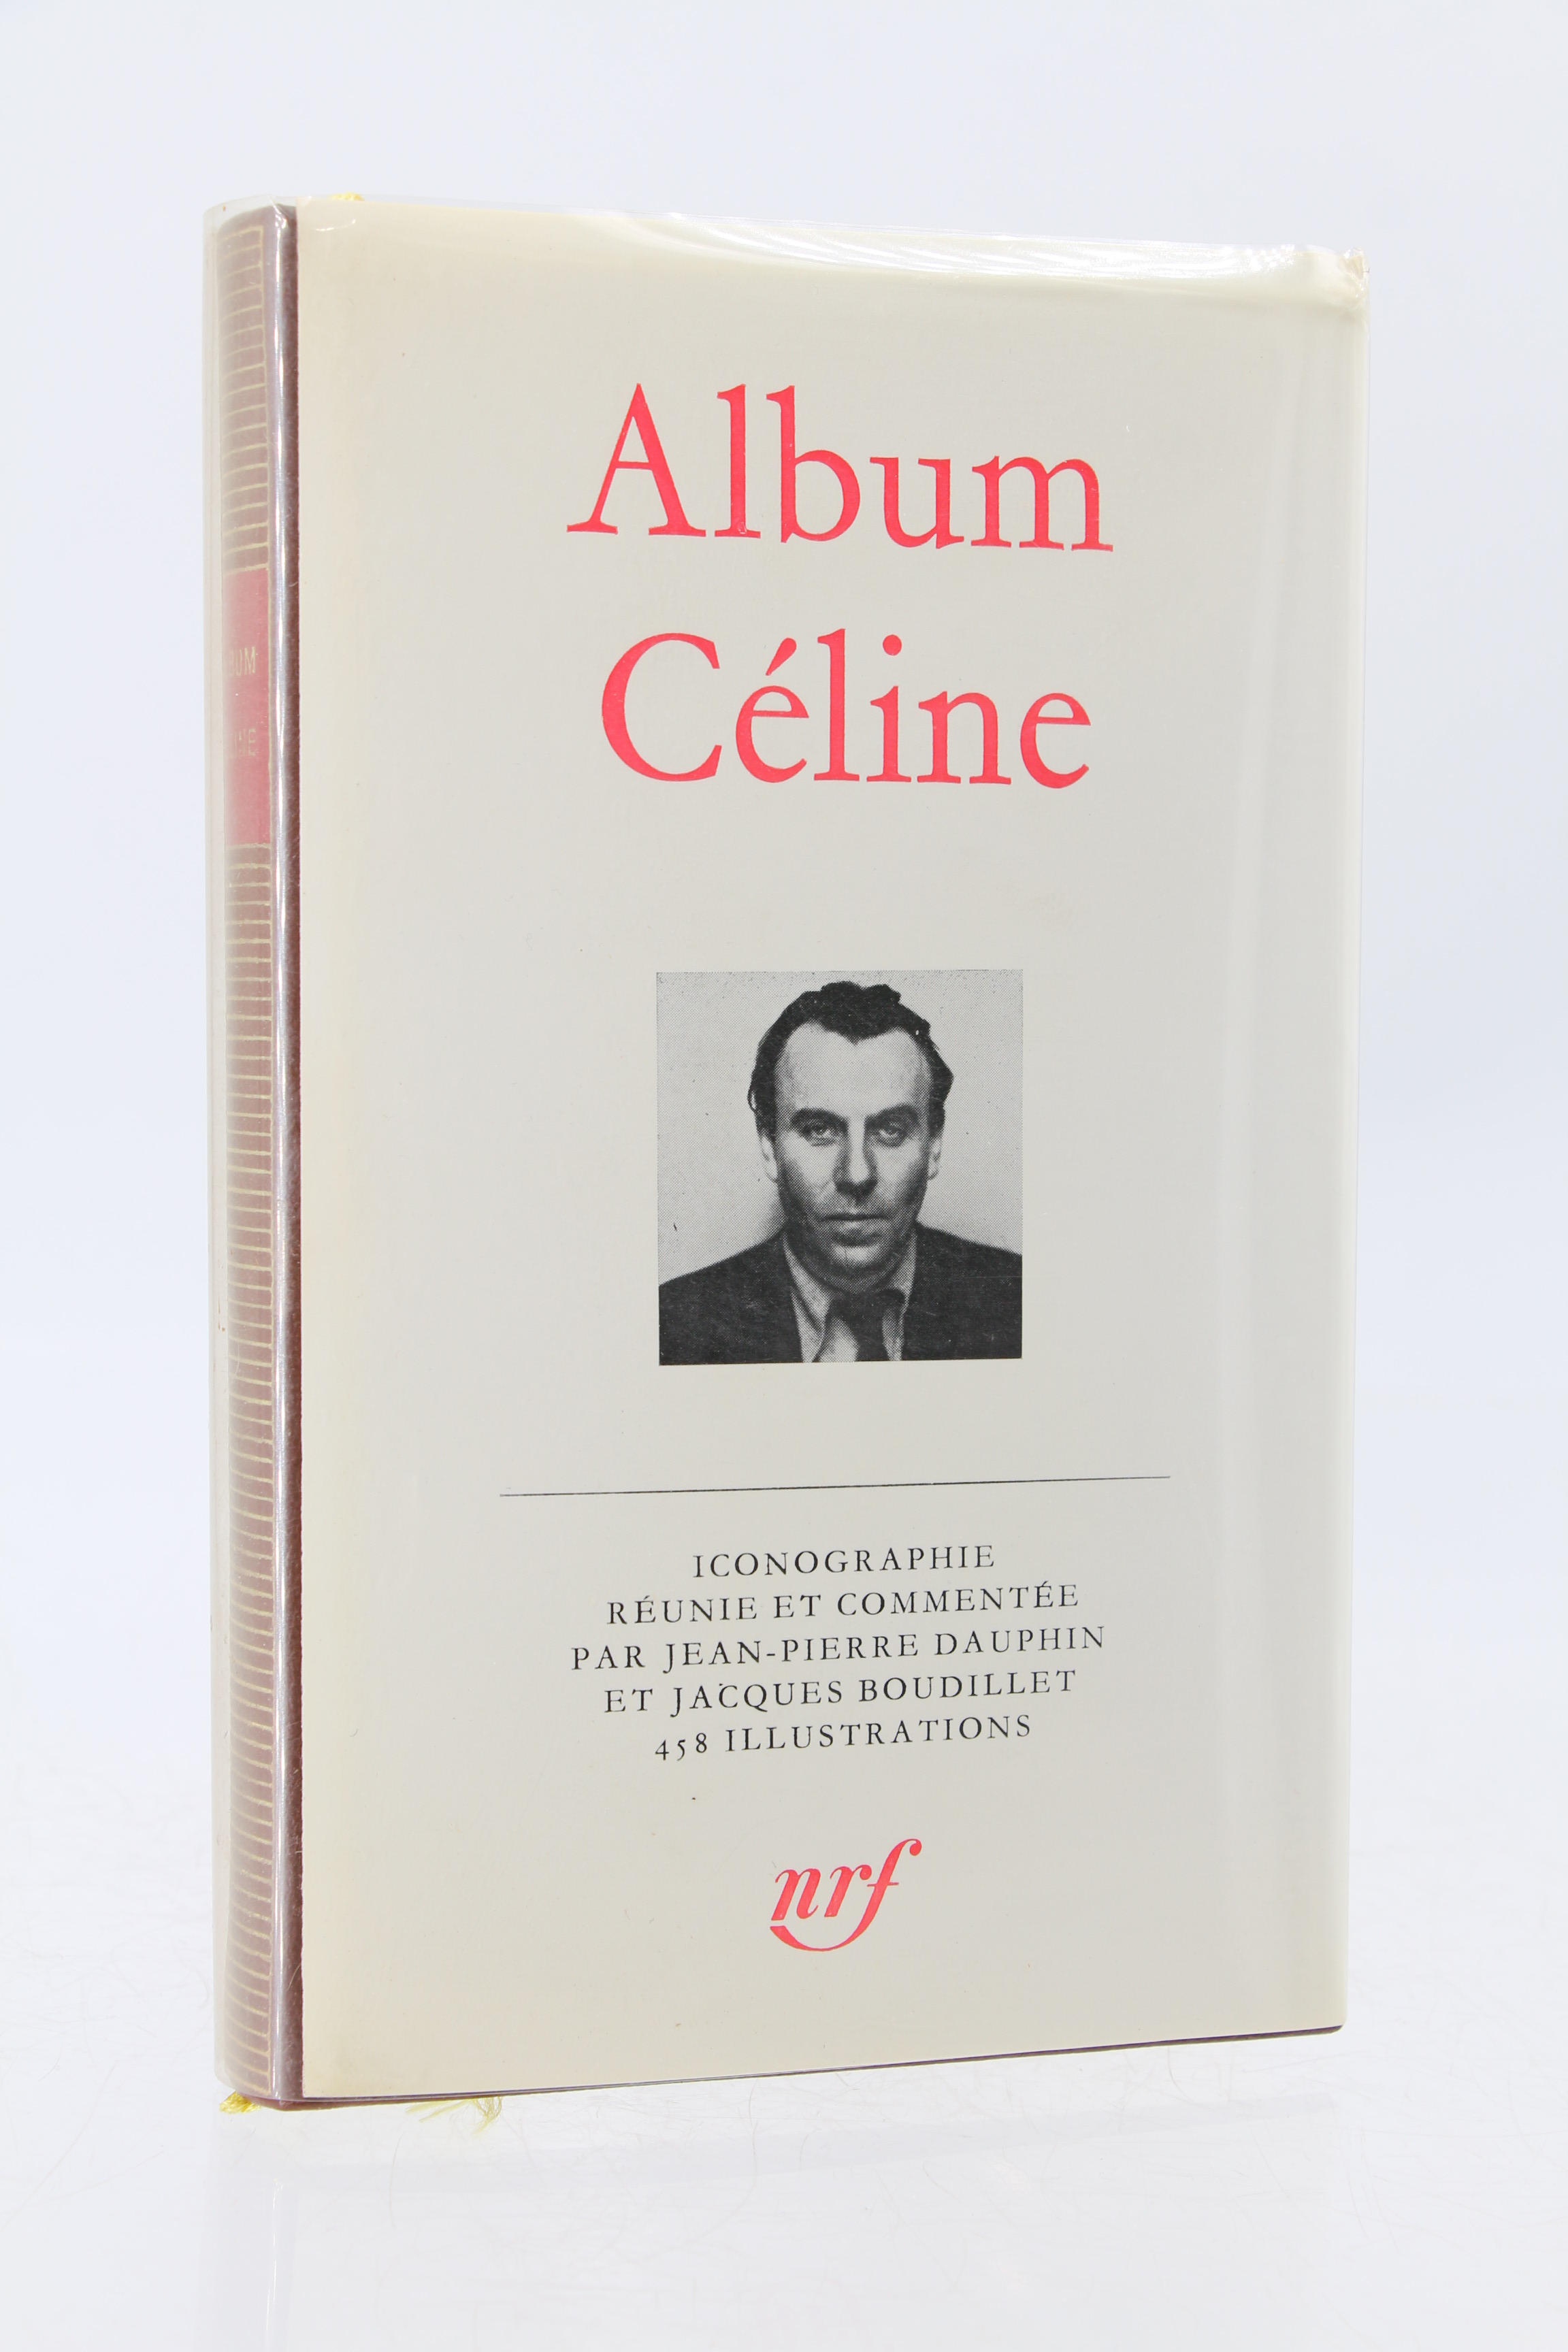 Album
Céline
ICONOGRAPHIE
RÉUNIE ET COMMENTÉE
PAR JEAN-PIERRE DAUPHIN
ET JACQUES BOUDILLET
458 ILLUSTRATIONS
nrf